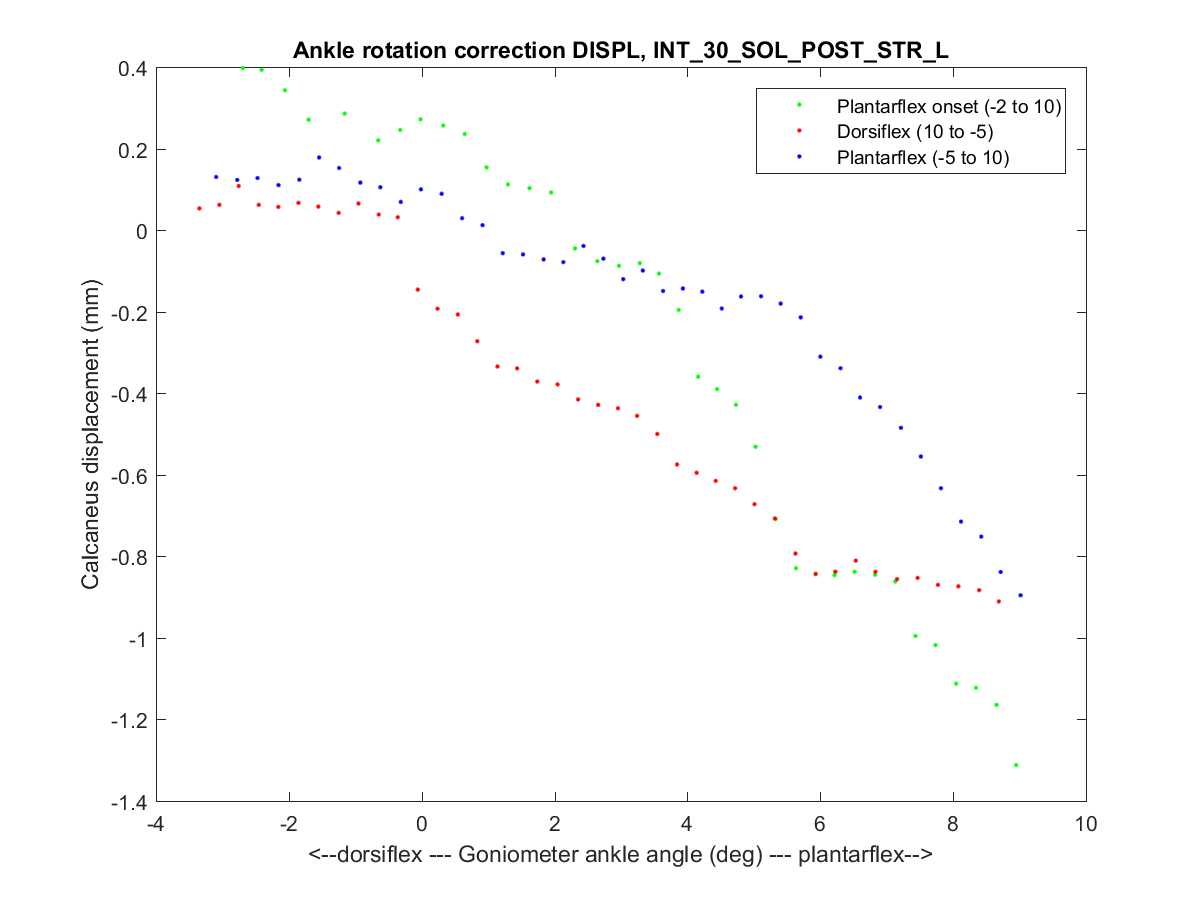 Ankle rotation correction DISPL, INT_30_SOL_POST_STR_L
Plantarflex onset (-2 to 10)
Dorsiflex (10 to -5)
Plantarflex (-5 to 10)
0.4
0.2
0
-0.2
-0.4
-0.6
-0.8
-1
-1.2
-1.4
Calcaneus displacement (mm)
-4 -2 0 2 4 6 8 10
<--dorsiflex --- Goniometer ankle angle (deg) --- plantarflex-->